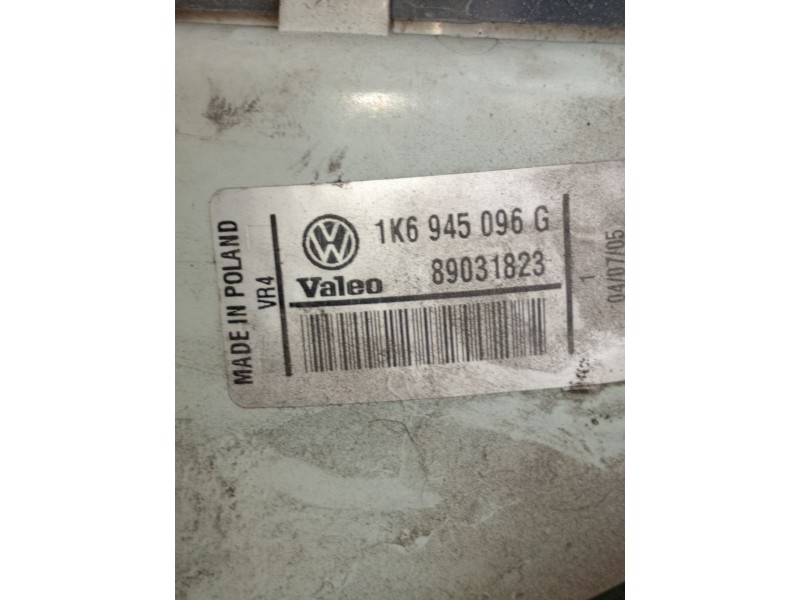 MADE IN POLAND
VR4
1K6 945 096 G
Valeo
89031823
1
04/07/05